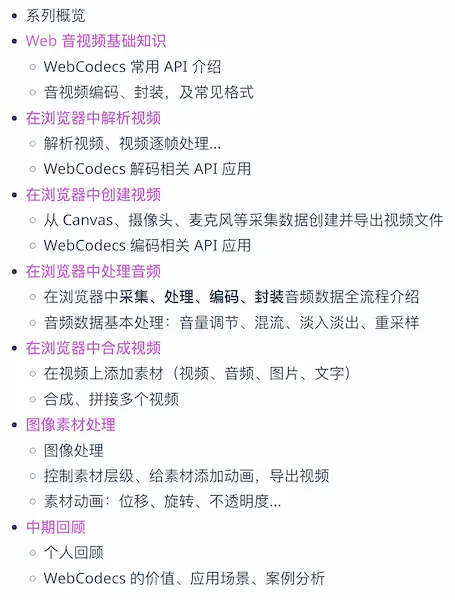 系列概览
Web 音视频基础知识
WebCodecs 常用 API 介绍
音视频编码、封装，及常见格式
在浏览器中解析视频
解析视频、视频逐帧处理...
WebCodecs 解码相关 API 应用
在浏览器中创建视频
从 Canvas、摄像头、麦克风等采集数据创建并导出视频文件
WebCodecs 编码相关 API 应用
在浏览器中处理音频
在浏览器中采集、处理、编码、封装音频数据全流程介绍
音频数据基本处理：音量调节、混流、淡入淡出、重采样
在浏览器中合成视频
在视频上添加素材（视频、音频、图片、文字）
合成、拼接多个视频
图像素材处理
图像处理
控制素材层级、给素材添加动画，导出视频
素材动画：位移、旋转、不透明度...
中期回顾
个人回顾
WebCodecs 的价值、应用场景、案例分析